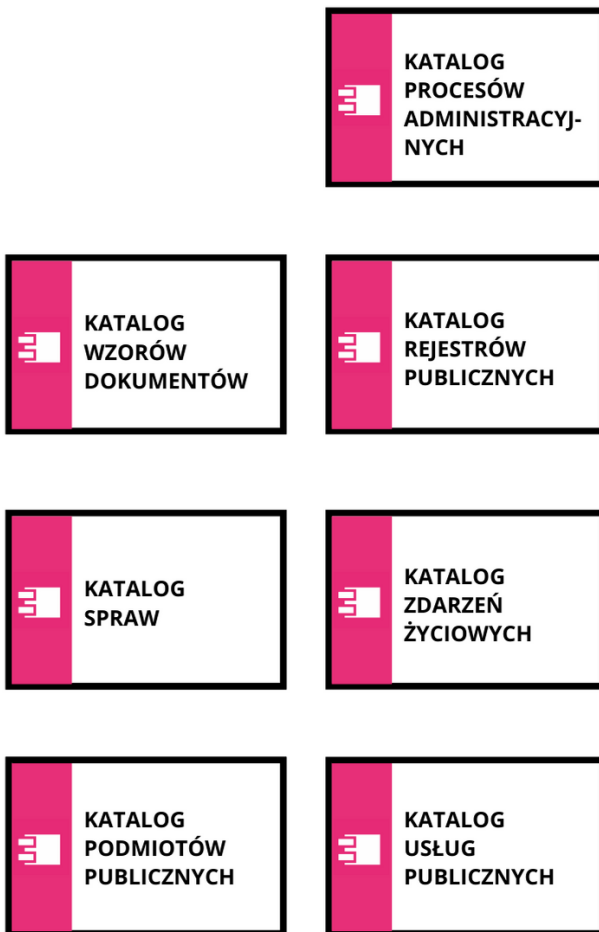 KATALOG
PROCESÓW
ADMINISTRACYJ-
NYCH
KATALOG
WZORÓW
DOKUMENTÓW
KATALOG
REJESTRÓW
PUBLICZNYCH
KATALOG
SPRAW
KATALOG
ZDARZEŃ
ŻYCIOWYCH
KATALOG
PODMIOTÓW
PUBLICZNYCH
KATALOG
USŁUG
PUBLICZNYCH